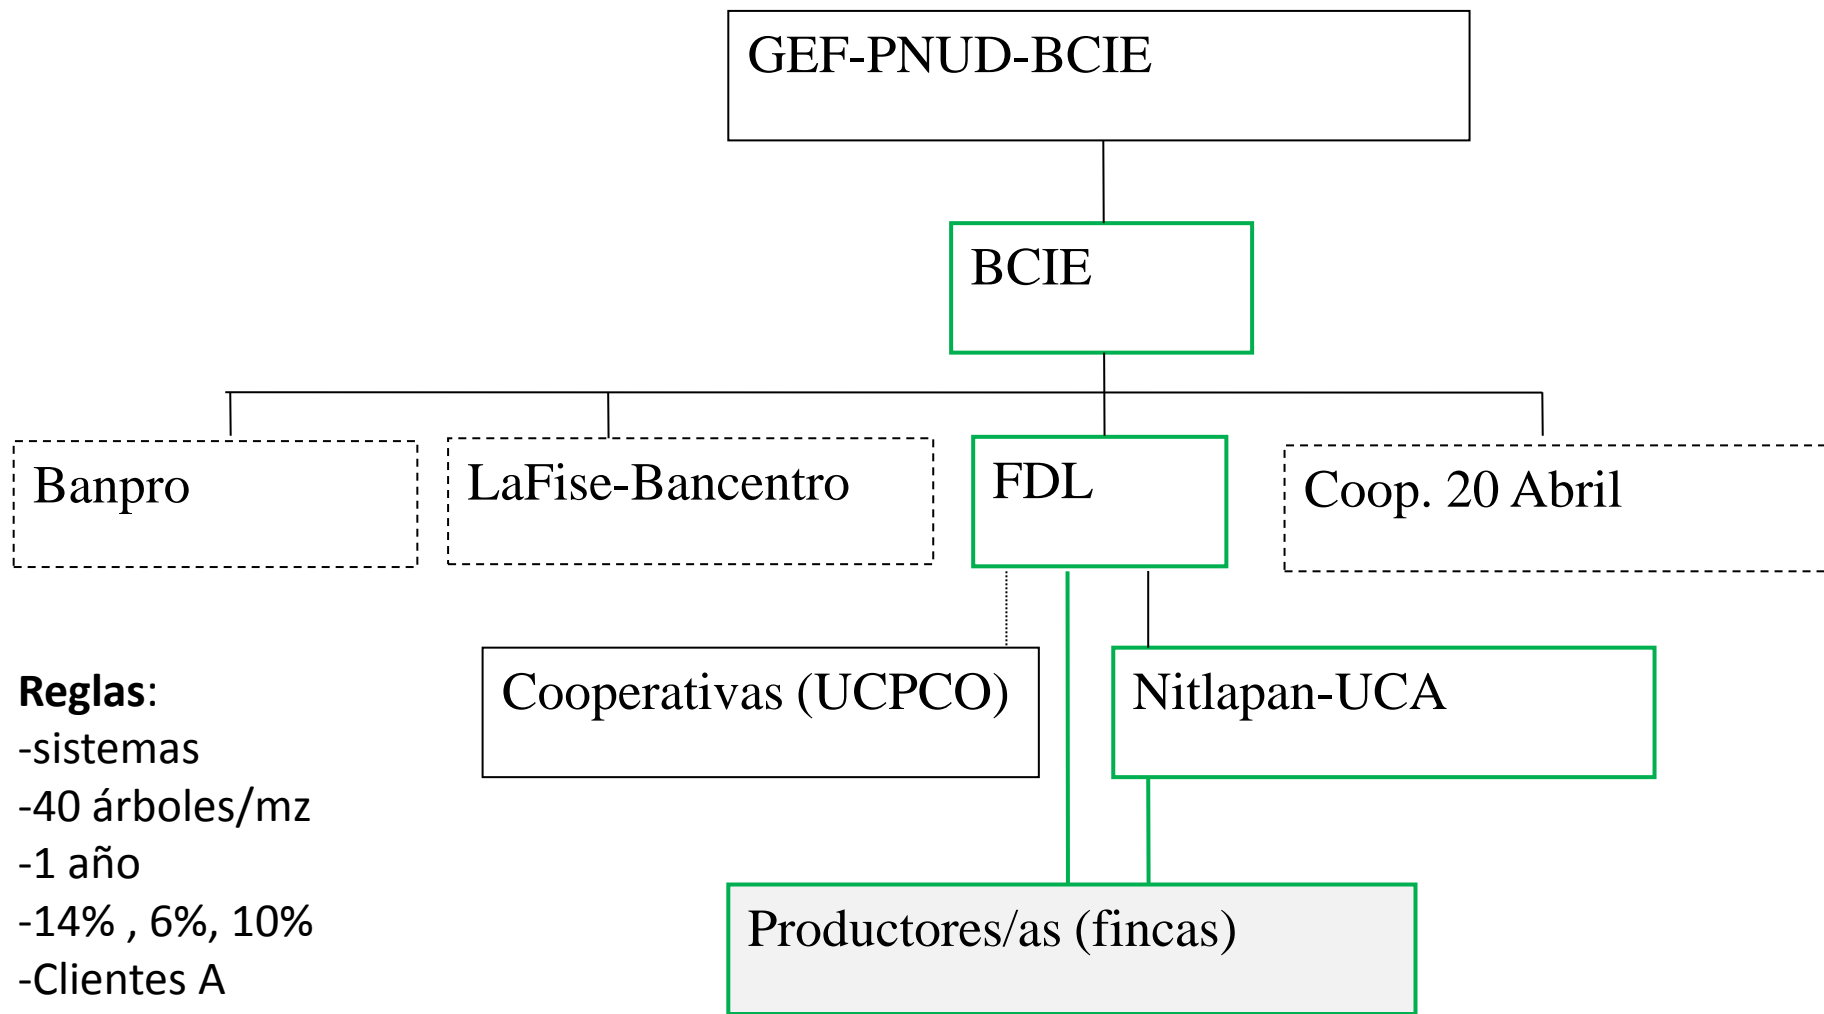 GEF-PNUD-BCIE
BCIE
Banpro
LaFise-Bancentro
FDL
Coop. 20 Abril
Cooperativas (UCPCO)
Nitlapan-UCA
Reglas:
-sistemas
-40 árboles/mz
-1 año
-14% , 6%, 10%
-Clientes A
Productores/as (fincas)